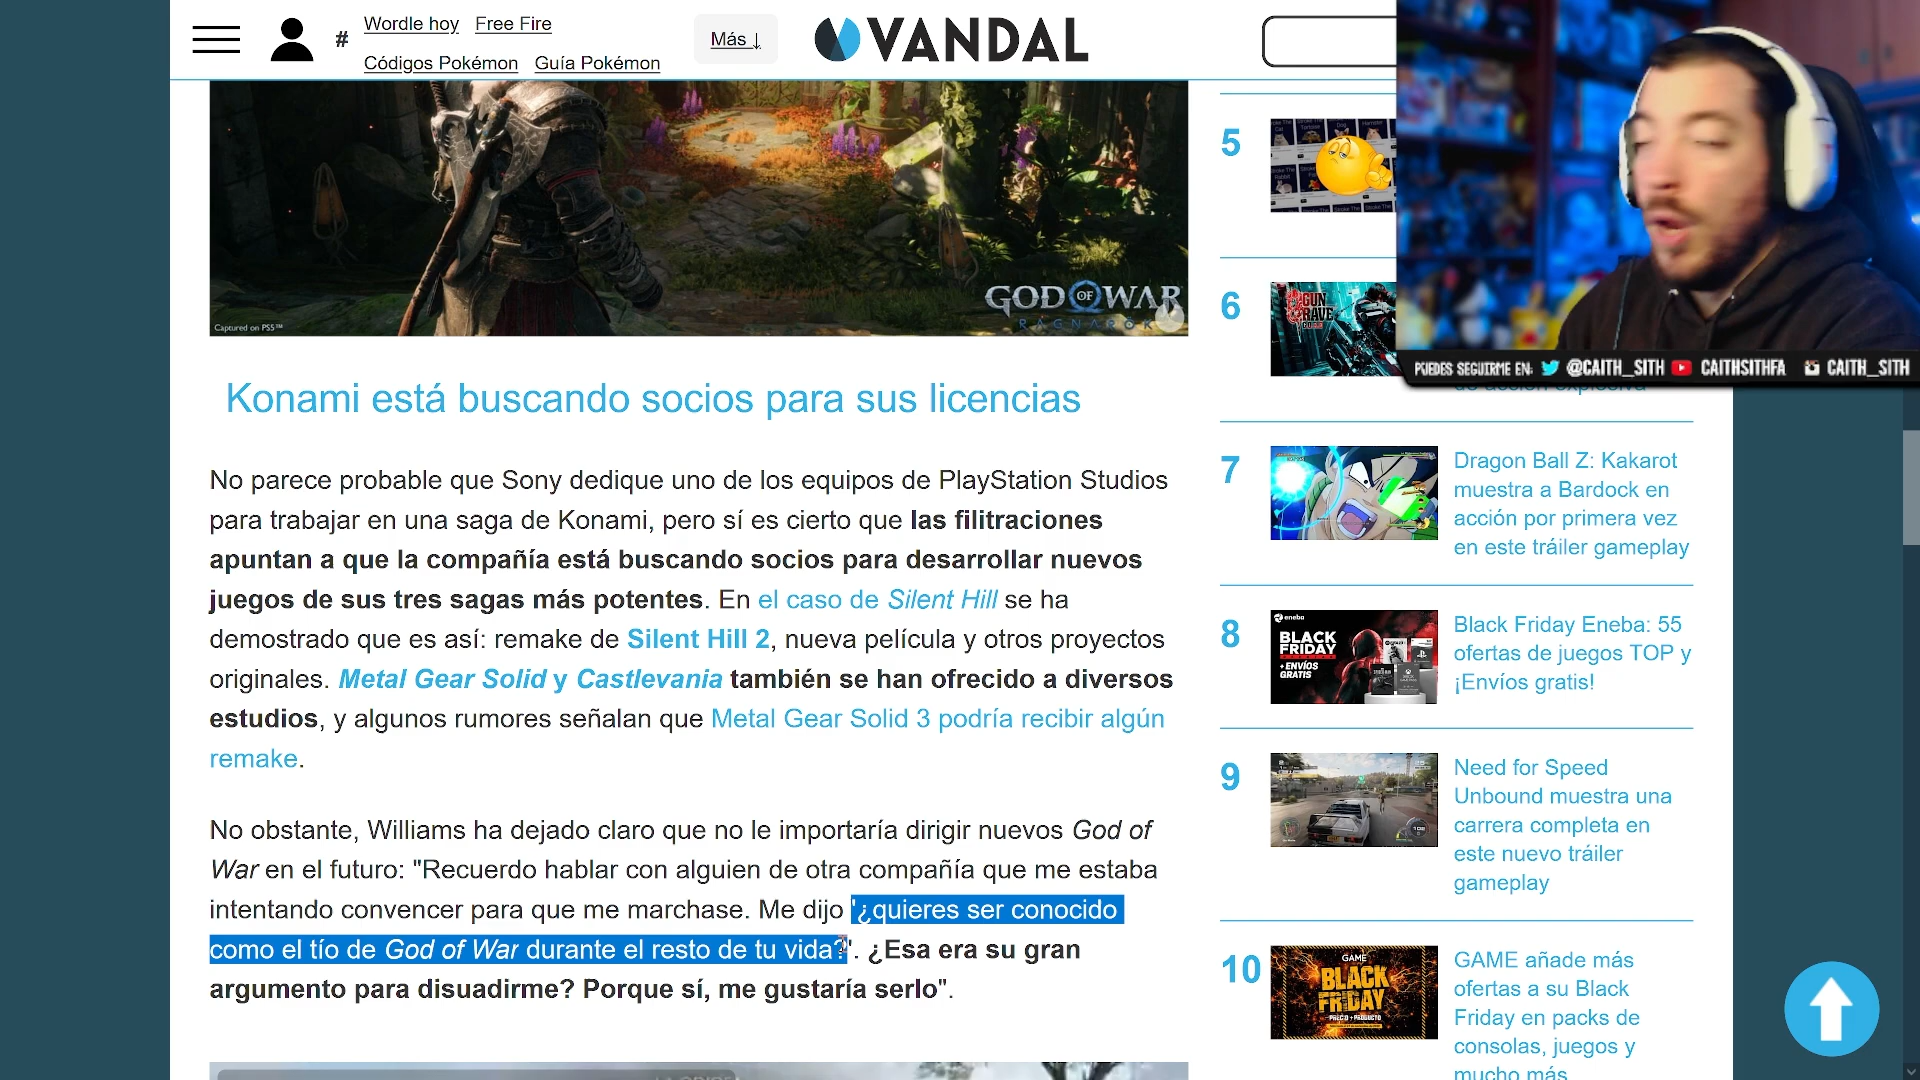 # Wordle hoy Free Fire
Códigos Pokémon Guía Pokémon
Más ↓
VANDAL
Captured on PS5™
GOD OF WAR
RAGNARÖK
Konami está buscando socios para sus licencias
No parece probable que Sony dedique uno de los equipos de PlayStation Studios
para trabajar en una saga de Konami, pero sí es cierto que las filitraciones
apuntan a que la compañía está buscando socios para desarrollar nuevos
juegos de sus tres sagas más potentes. En el caso de Silent Hill se ha
demostrado que es así: remake de Silent Hill 2, nueva película y otros proyectos
originales. Metal Gear Solid y Castlevania también se han ofrecido a diversos
estudios, y algunos rumores señalan que Metal Gear Solid 3 podría recibir algún
remake.
No obstante, Williams ha dejado claro que no le importaría dirigir nuevos God of
War en el futuro: "Recuerdo hablar con alguien de otra compañía que me estaba
intentando convencer para que me marchase. Me dijo '¿quieres ser conocido
como el tío de God of War durante el resto de tu vida?'. ¿Esa era su gran
argumento para disuadirme? Porque sí, me gustaría serlo".
5
6
GUN
GRAVE
PUEDES SEGUIRME EN: @CAITH_SITH CAITHSITHFA CAITH_SITH
de acción explosiva
7
Dragon Ball Z: Kakarot
muestra a Bardock en
acción por primera vez
en este tráiler gameplay
8
eneba
BLACK
FRIDAY
+ ENVÍOS
GRATIS
Black Friday Eneba: 55
ofertas de juegos TOP y
¡Envíos gratis!
9
Need for Speed
Unbound muestra una
carrera completa en
este nuevo tráiler
gameplay
10
GAME
BLACK
FRIDAY
PRECIO + PRODUCTO
GAME añade más
ofertas a su Black
Friday en packs de
consolas, juegos y
mucho más